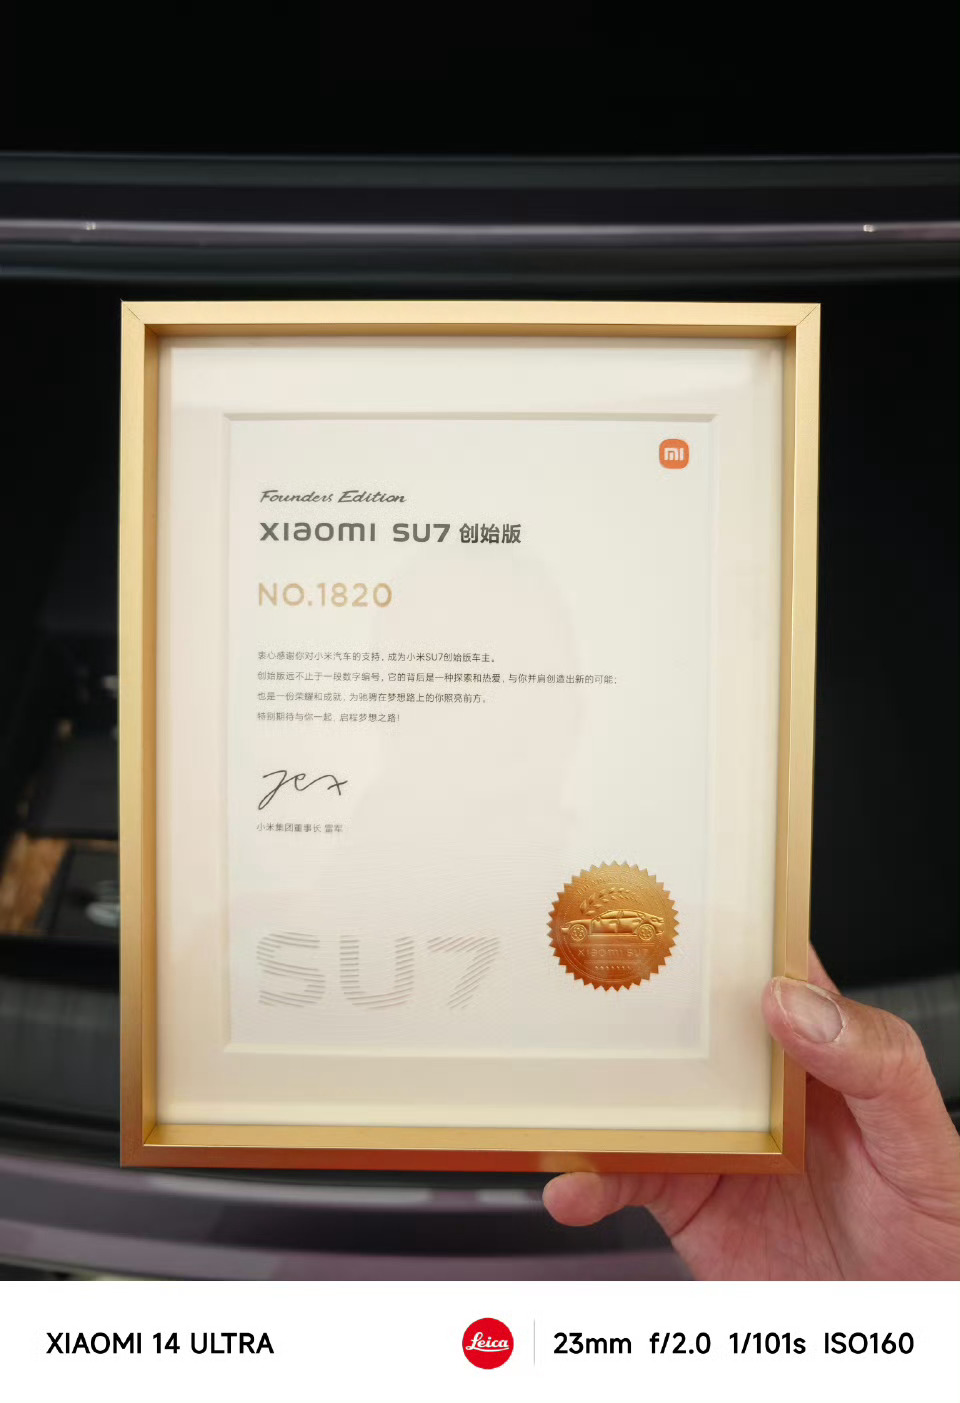 mi
Founders Edition
xiaomi SU7 创始版
NO.1820
衷心感谢你对小米汽车的支持，成为小米SU7创始版车主。
创始版远不止于一段数字编号，它的背后是一种探索和热爱，与你并肩创造出新的可能；
也是一份荣耀和成就，为驰骋在梦想路上的你照亮前方。
特别期待与你一起，启程梦想之路！
小米集团董事长 雷军
SU7
xiaomi SU7
XIAOMI 14 ULTRA
Leica
23mm f/2.0 1/101s ISO160